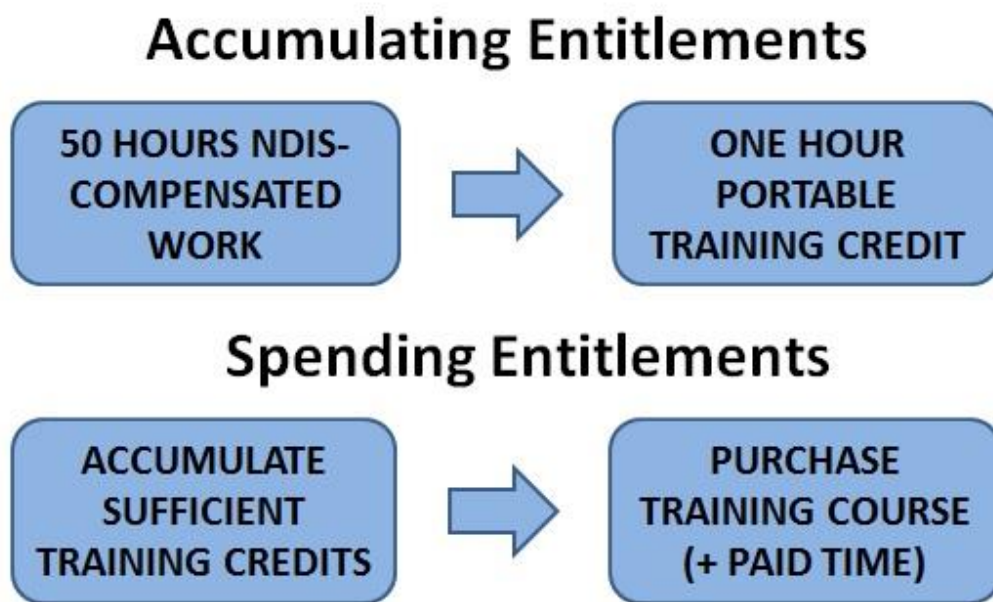 Accumulating Entitlements
50 HOURS NDIS-
COMPENSATED
WORK
ONE HOUR
PORTABLE
TRAINING CREDIT
Spending Entitlements
ACCUMULATE
SUFFICIENT
TRAINING CREDITS
PURCHASE
TRAINING COURSE
(+ PAID TIME)